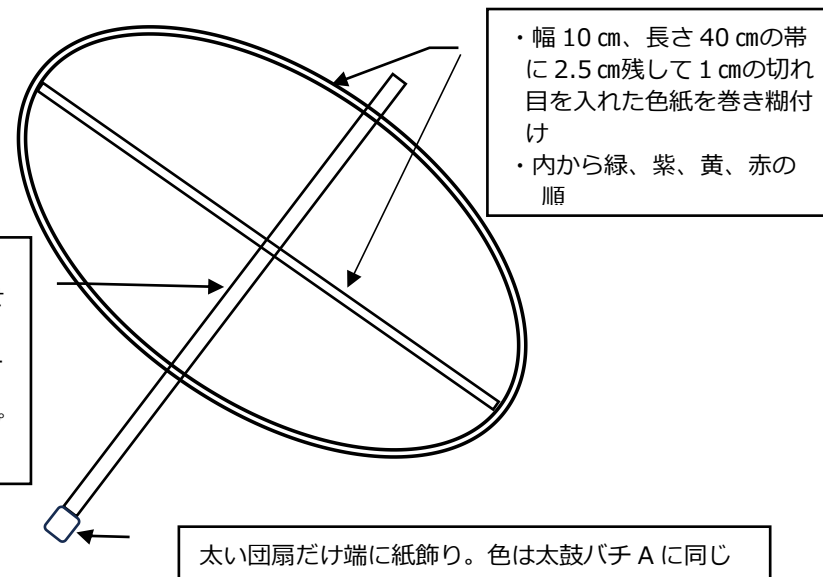 ・幅 10 ㎝、長さ 40 ㎝の帯
に 2.5 ㎝残して 1 ㎝の切れ
目を入れた色紙を巻き糊付
け
・内から緑、紫、黄、赤の
順
太い団扇だけ端に紙飾り。色は太鼓バチ A に同じ